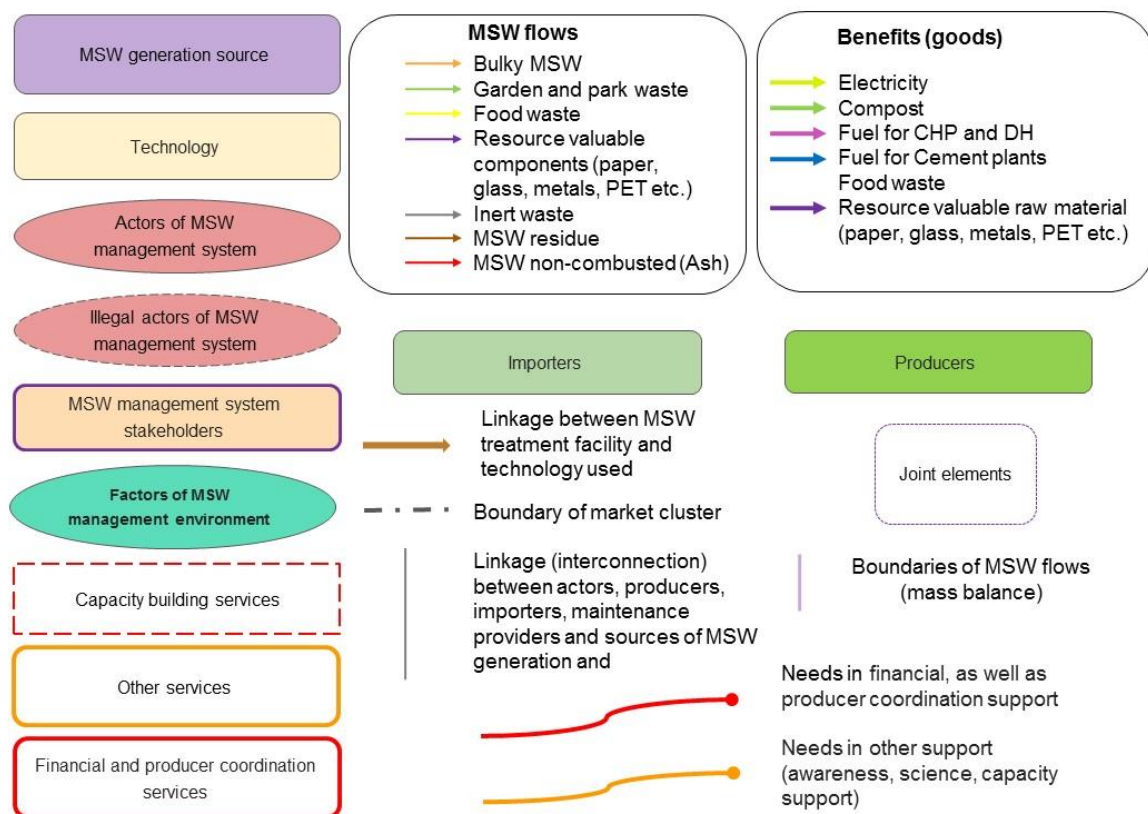 MSW generation source
Technology
Actors of MSW
management system
Illegal actors of MSW
management system
MSW management system
stakeholders
Factors of MSW
management environment
Capacity building services
Other services
Financial and producer coordination
services
MSW flows
Bulky MSW
Garden and park waste
Food waste
Resource valuable
components (paper,
glass, metals, PET etc.)
Inert waste
MSW residue
MSW non-combusted (Ash)
Benefits (goods)
Electricity
Compost
Fuel for CHP and DH
Fuel for Cement plants
Food waste
Resource valuable raw material
(paper, glass, metals, PET etc.)
Importers
Producers
Linkage between MSW
treatment facility and
technology used
Boundary of market cluster
Linkage (interconnection)
between actors, producers,
importers, maintenance
providers and sources of MSW
generation and
Joint elements
Boundaries of MSW flows
(mass balance)
Needs in financial, as well as
producer coordination support
Needs in other support
(awareness, science, capacity
support)